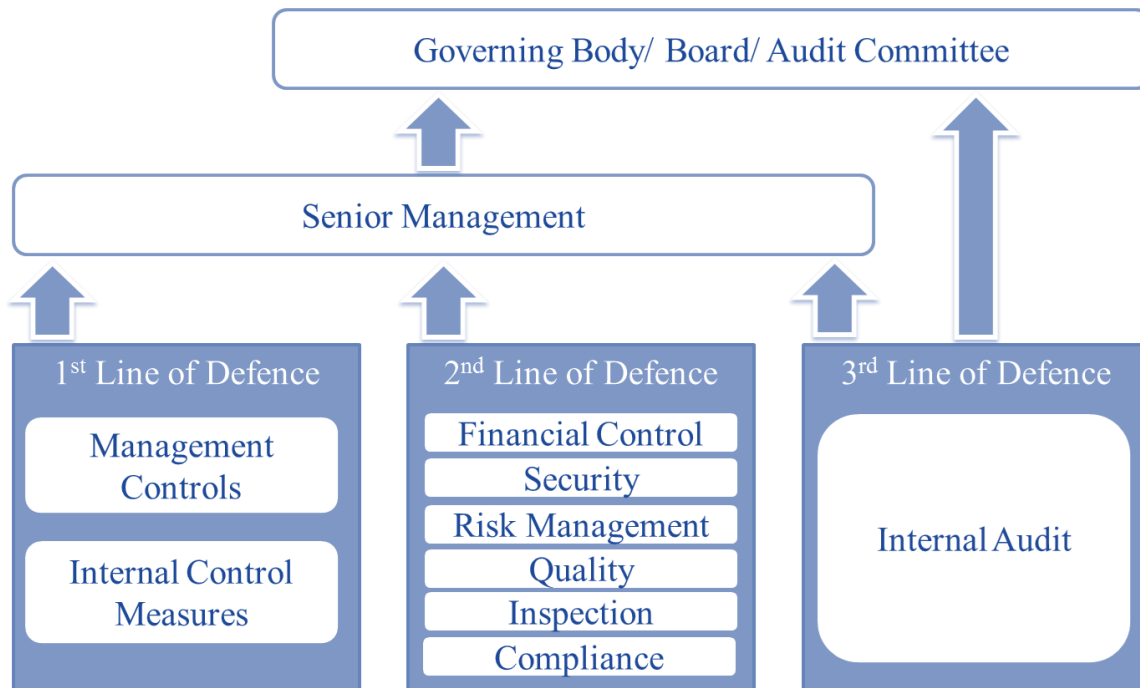 Governing Body/ Board/ Audit Committee
Senior Management
1st Line of Defence
Management
Controls
Internal Control
Measures
2nd Line of Defence
Financial Control
Security
Risk Management
Quality
Inspection
Compliance
3rd Line of Defence
Internal Audit